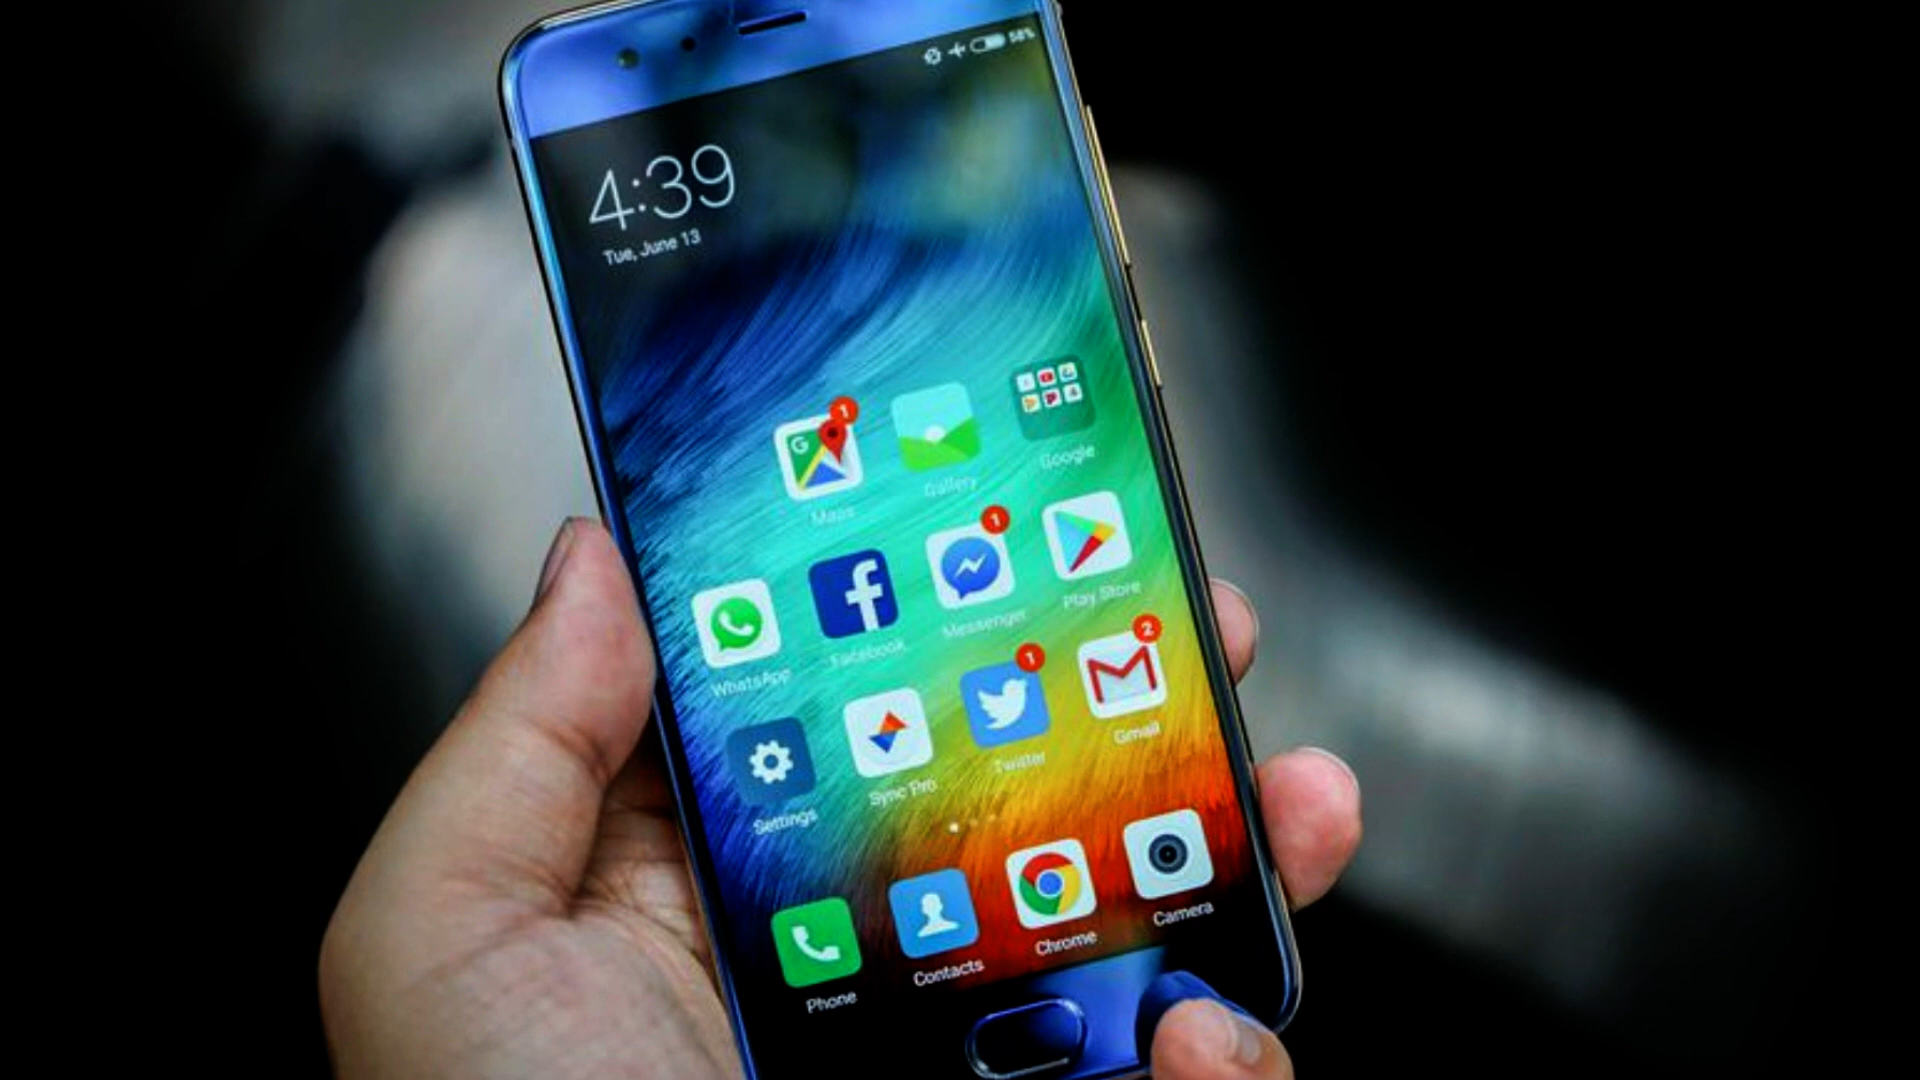 58%
4:39
Tue, June 13
1
G
Maps
Gallery
Google
1
WhatsApp
f
Facebook
Messenger
Play Store
1
2
Settings
Sync Pro
Twitter
Gmail
Phone
Contacts
Chrome
Camera